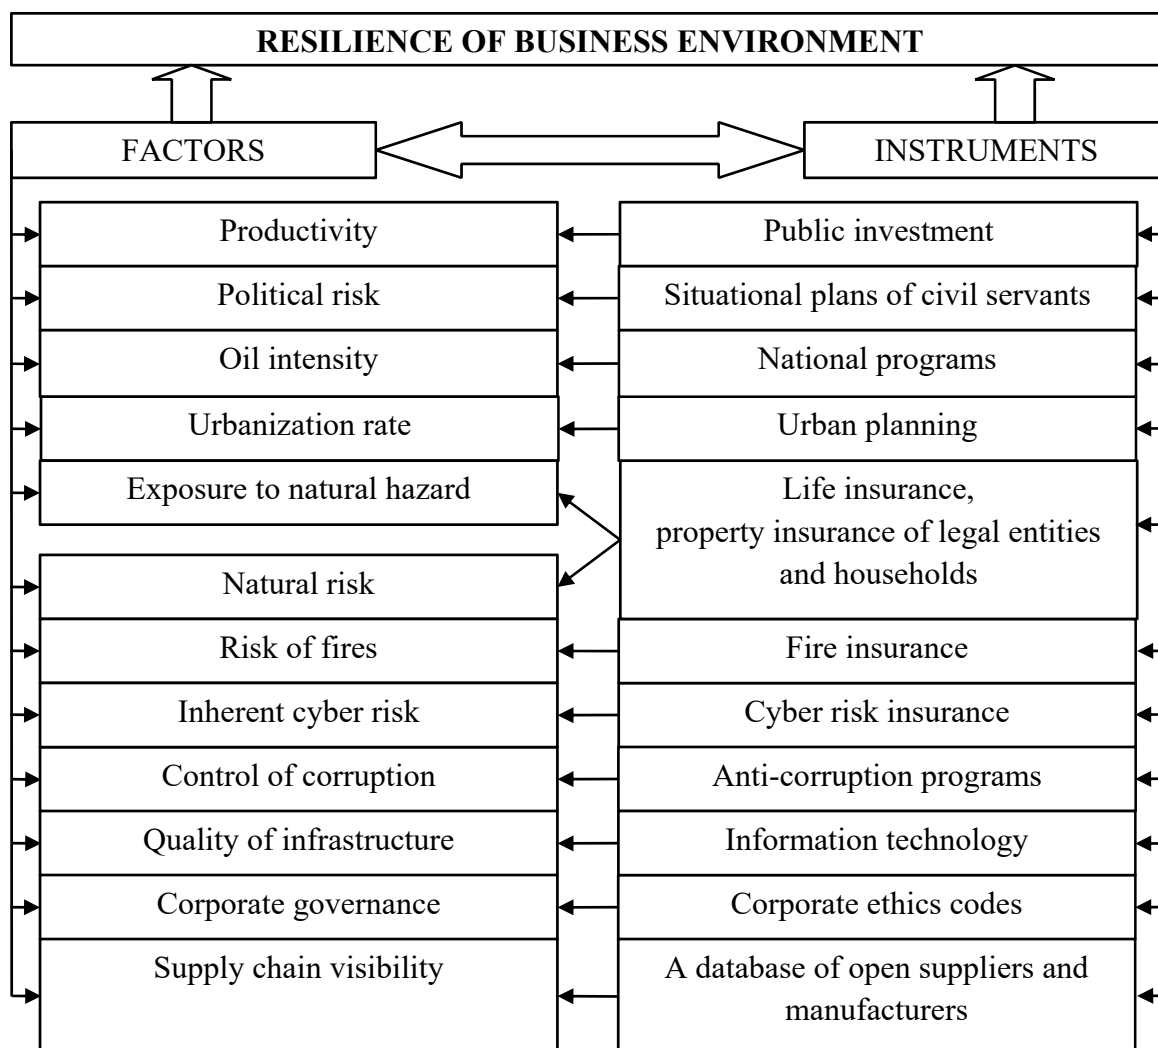 RESILIENCE OF BUSINESS ENVIRONMENT
FACTORS
INSTRUMENTS
Productivity
Public investment
Political risk
Situational plans of civil servants
Oil intensity
National programs
Urbanization rate
Urban planning
Exposure to natural hazard
Life insurance,
property insurance of legal entities
and households
Natural risk
Risk of fires
Fire insurance
Inherent cyber risk
Cyber risk insurance
Control of corruption
Anti-corruption programs
Quality of infrastructure
Information technology
Corporate governance
Corporate ethics codes
Supply chain visibility
A database of open suppliers and
manufacturers